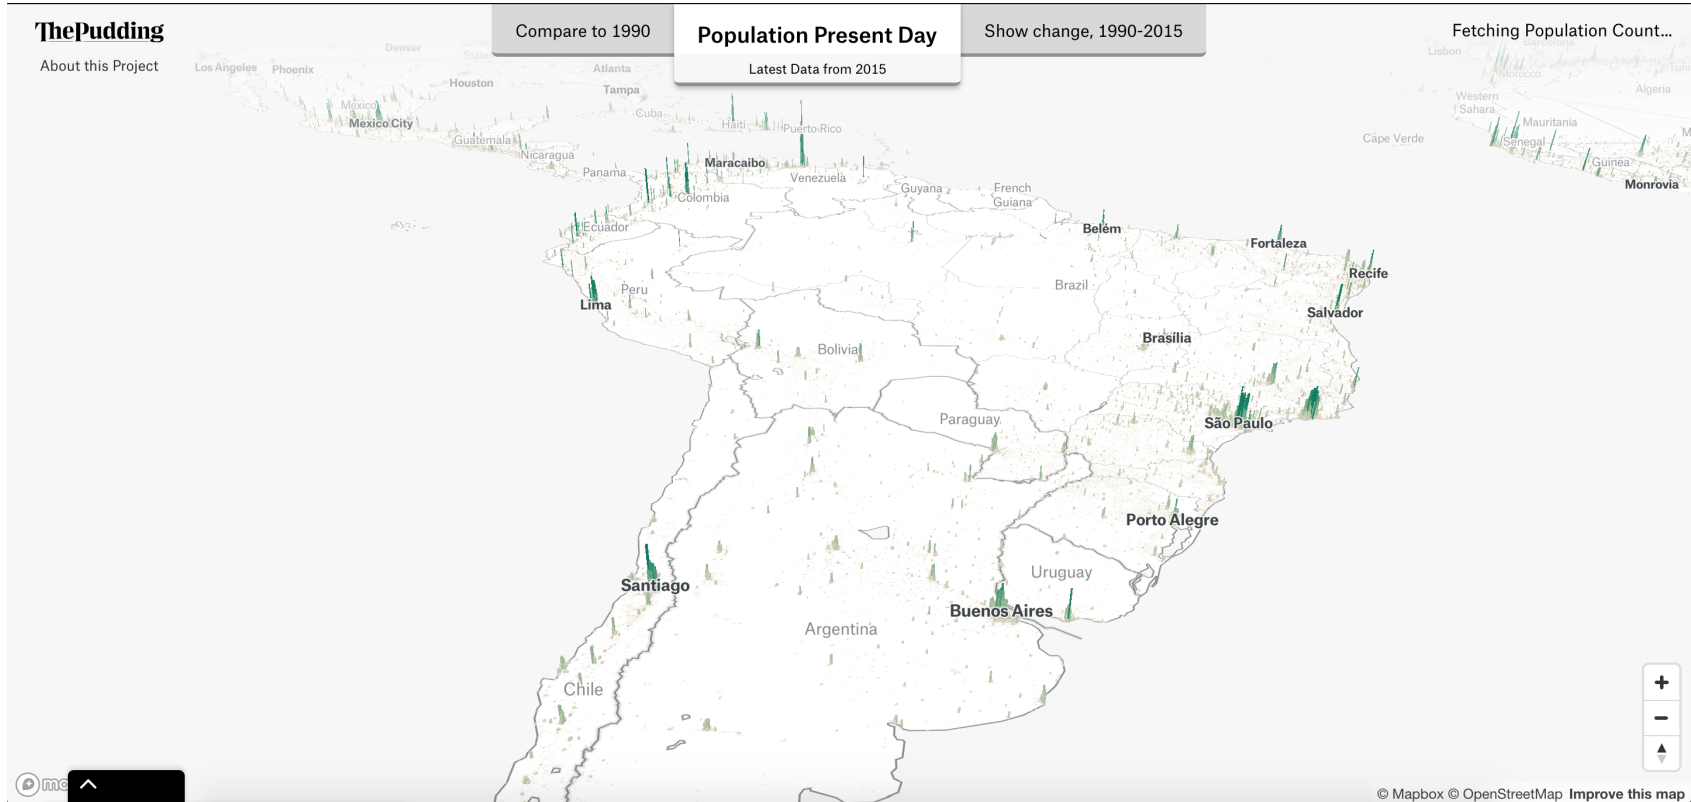 ThePudding
About this Project
Compare to 1990
Population Present Day
Latest Data from 2015
Show change, 1990-2015
Fetching Population Count...
Denver
United States
Los Angeles
Phoenix
Atlanta
Houston
Tampa
Lisbon
Barcelona
Morocco
Algeria
Western
Sahara
Mexico
Mexico City
Cuba
Haiti
Puerto Rico
Guatemala
Nicaragua
Panama
Maracaibo
Venezuela
Colombia
Guyana
French
Guiana
Cape Verde
Mauritania
Senegal
Guinea
Monrovia
Ecuador
Belém
Fortaleza
Recife
Peru
Lima
Brazil
Salvador
Brasília
Bolivia
Paraguay
São Paulo
Porto Alegre
Uruguay
Santiago
Buenos Aires
Argentina
Chile
© Mapbox © OpenStreetMap Improve this map